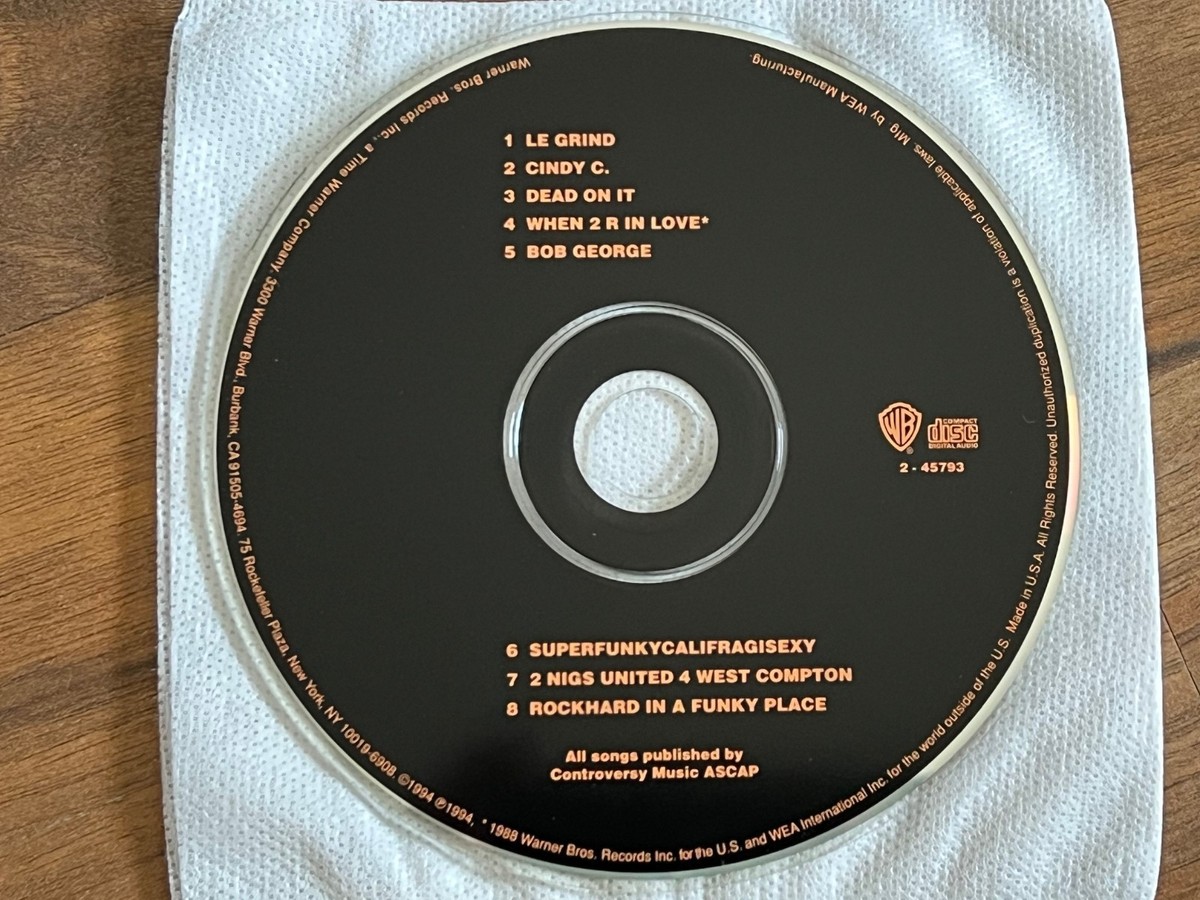 1 LE GRIND
2 CINDY C.
3 DEAD ON IT
4 WHEN 2 R IN LOVE*
5 BOB GEORGE
WB
®
COMPACT
disc
DIGITAL AUDIO
2 - 45793
6 SUPERFUNKYCALIFRAGISEXY
7 2 NIGS UNITED 4 WEST COMPTON
8 ROCKHARD IN A FUNKY PLACE
All songs published by
Controversy Music ASCAP
Warner Bros. Records Inc., a Time Warner Company. 3300 Warner Blvd., Burbank, CA 91505-4694. 75 Rockefeller Plaza, New York, NY 10019-6908. ©1994 ℗1994, * 1988 Warner Bros. Records Inc. for the U.S. and WEA International Inc. for the world outside of the U.S. Made in U.S.A. All Rights Reserved. Unauthorized duplication is a violation of applicable laws. Mfg. by WEA Manufacturing.